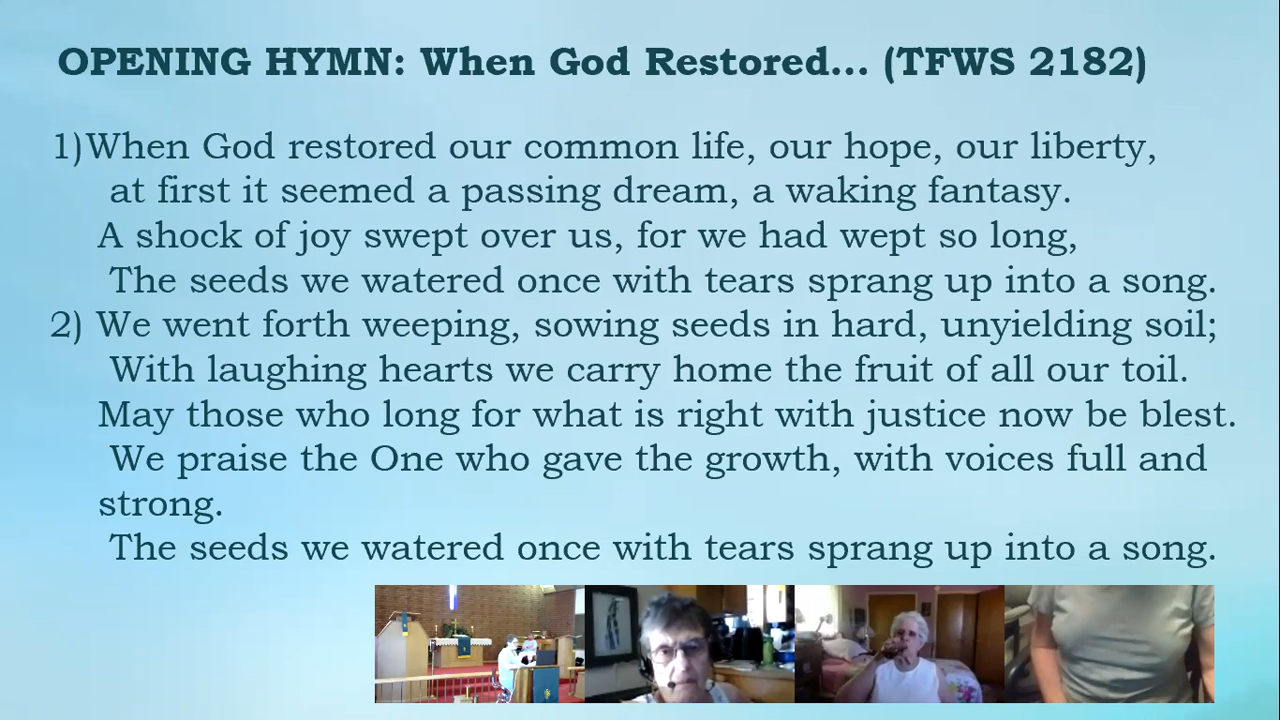 OPENING HYMN: When God Restored... (TFWS 2182)
1)When God restored our common life, our hope, our liberty,
at first it seemed a passing dream, a waking fantasy.
A shock of joy swept over us, for we had wept so long,
The seeds we watered once with tears sprang up into a song.
2) We went forth weeping, sowing seeds in hard, unyielding soil;
With laughing hearts we carry home the fruit of all our toil.
May those who long for what is right with justice now be blest.
We praise the One who gave the growth, with voices full and
strong.
The seeds we watered once with tears sprang up into a song.